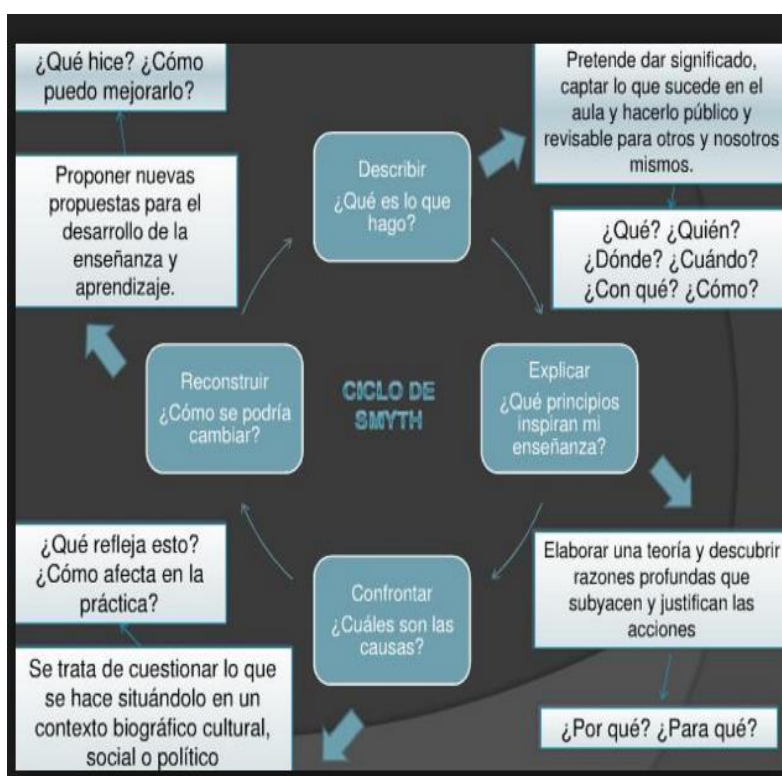 ¿Qué hice? ¿Cómo
puedo mejorarlo?
Proponer nuevas
propuestas para el
desarrollo de la
enseñanza y
aprendizaje.
Describir
¿Qué es lo que
hago?
Pretende dar significado,
captar lo que sucede en el
aula y hacerlo público y
revisable para otros y nosotros
mismos.
¿Qué? ¿Quién?
¿Dónde? ¿Cuándo?
¿Con qué? ¿Cómo?
Reconstruir
¿Cómo se podría
cambiar?
CICLO DE
SMYTH
Explicar
¿Qué principios
inspiran mi
enseñanza?
¿Qué refleja esto?
¿Cómo afecta en la
práctica?
Se trata de cuestionar lo que
se hace situándolo en un
contexto biográfico cultural,
social o político
Confrontar
¿Cuáles son las
causas?
Elaborar una teoría y descubrir
razones profundas que
subyacen y justifican las
acciones
¿Por qué? ¿Para qué?